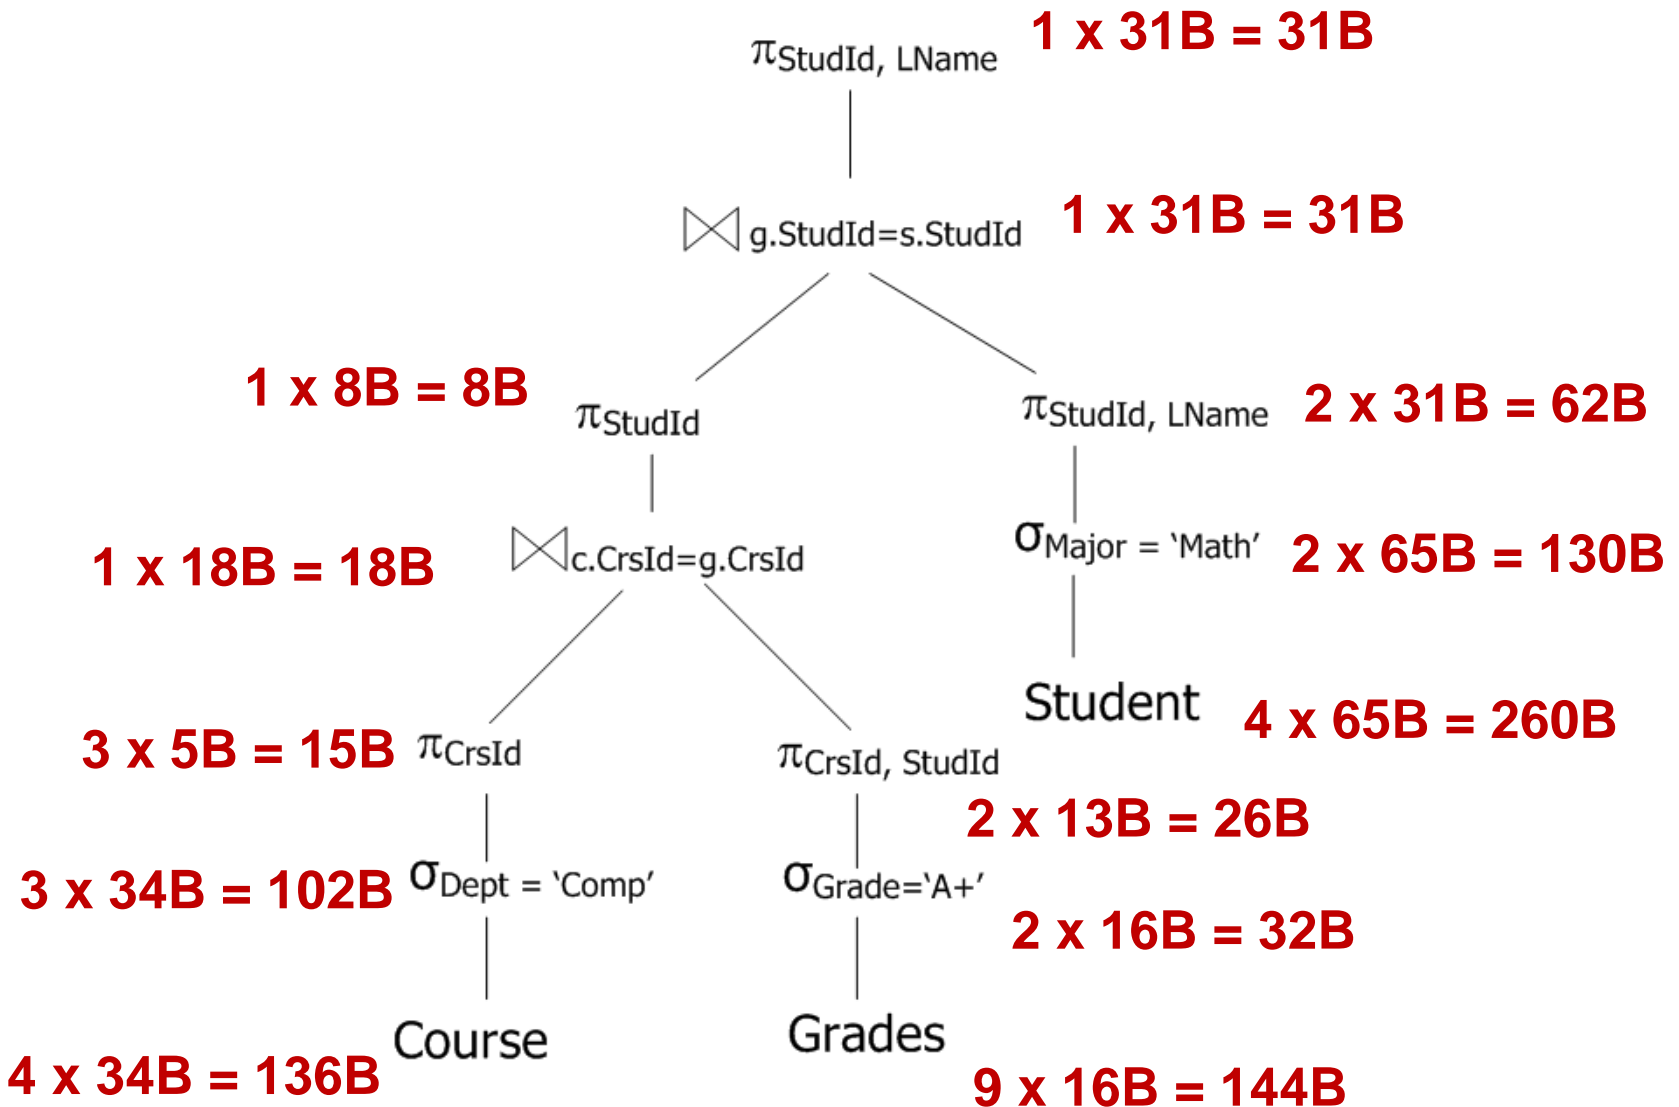 πStudId, LName 1 x 31B = 31B
g.StudId=s.StudId 1 x 31B = 31B
1 x 8B = 8B πStudId
πStudId, LName 2 x 31B = 62B
1 x 18B = 18B ⋈c.CrsId=g.CrsId
σMajor = ‘Math’ 2 x 65B = 130B
Student 4 x 65B = 260B
3 x 5B = 15B πCrsId
πCrsId, StudId
2 x 13B = 26B
3 x 34B = 102B σDept = ‘Comp’
σGrade=‘A+’
2 x 16B = 32B
Course
4 x 34B = 136B
Grades
9 x 16B = 144B